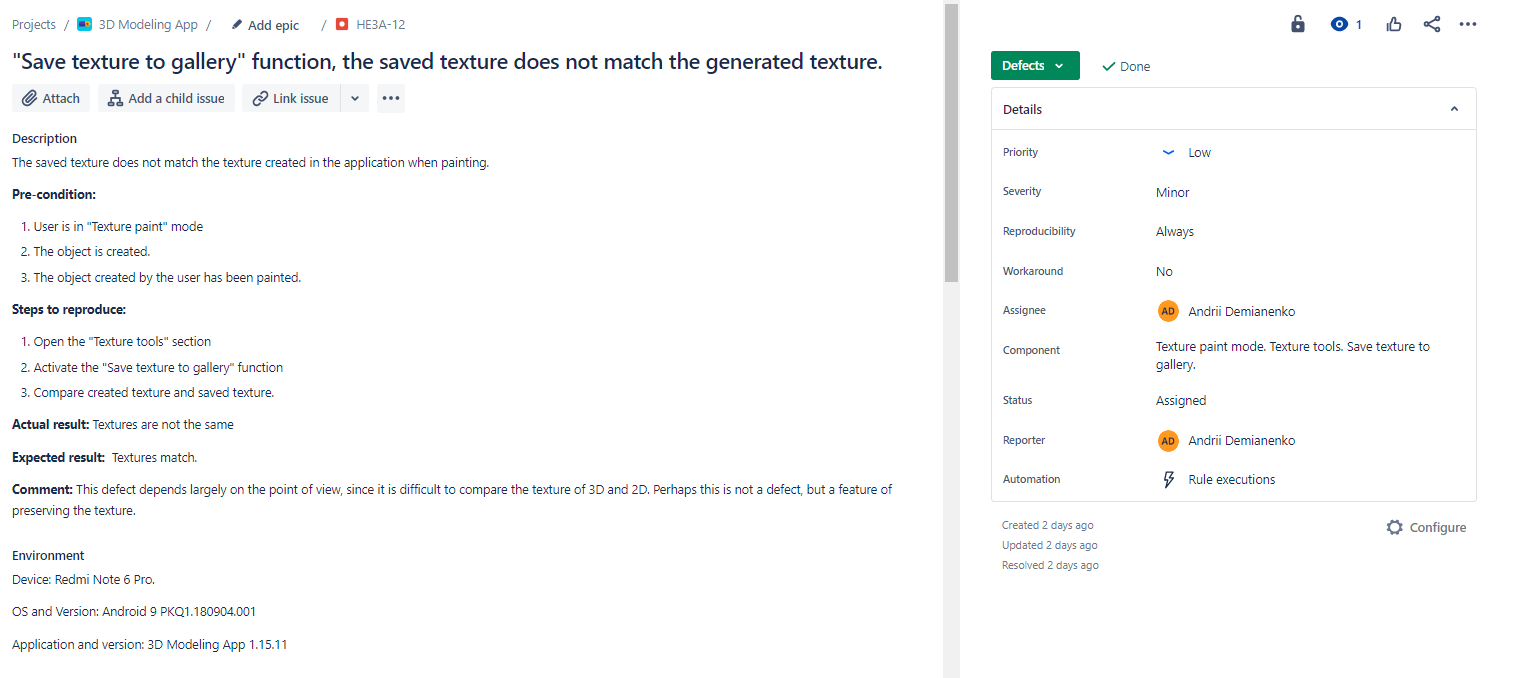 Projects / 3D Modeling App / Add epic / HE3A-12
"Save texture to gallery" function, the saved texture does not match the generated texture.
Attach Add a child issue Link issue
Description
The saved texture does not match the texture created in the application when painting.
Pre-condition:
1. User is in "Texture paint" mode
2. The object is created.
3. The object created by the user has been painted.
Steps to reproduce:
1. Open the "Texture tools" section
2. Activate the "Save texture to gallery" function
3. Compare created texture and saved texture.
Actual result: Textures are not the same
Expected result: Textures match.
Comment: This defect depends largely on the point of view, since it is difficult to compare the texture of 3D and 2D. Perhaps this is not a defect, but a feature of
preserving the texture.
Environment
Device: Redmi Note 6 Pro.
OS and Version: Android 9 PKQ1.180904.001
Application and version: 3D Modeling App 1.15.11
1
Defects Done
Details
Priority Low
Severity Minor
Reproducibility Always
Workaround No
Assignee AD Andrii Demianenko
Component Texture paint mode. Texture tools. Save texture to
gallery.
Status Assigned
Reporter AD Andrii Demianenko
Automation Rule executions
Created 2 days ago Configure
Updated 2 days ago
Resolved 2 days ago